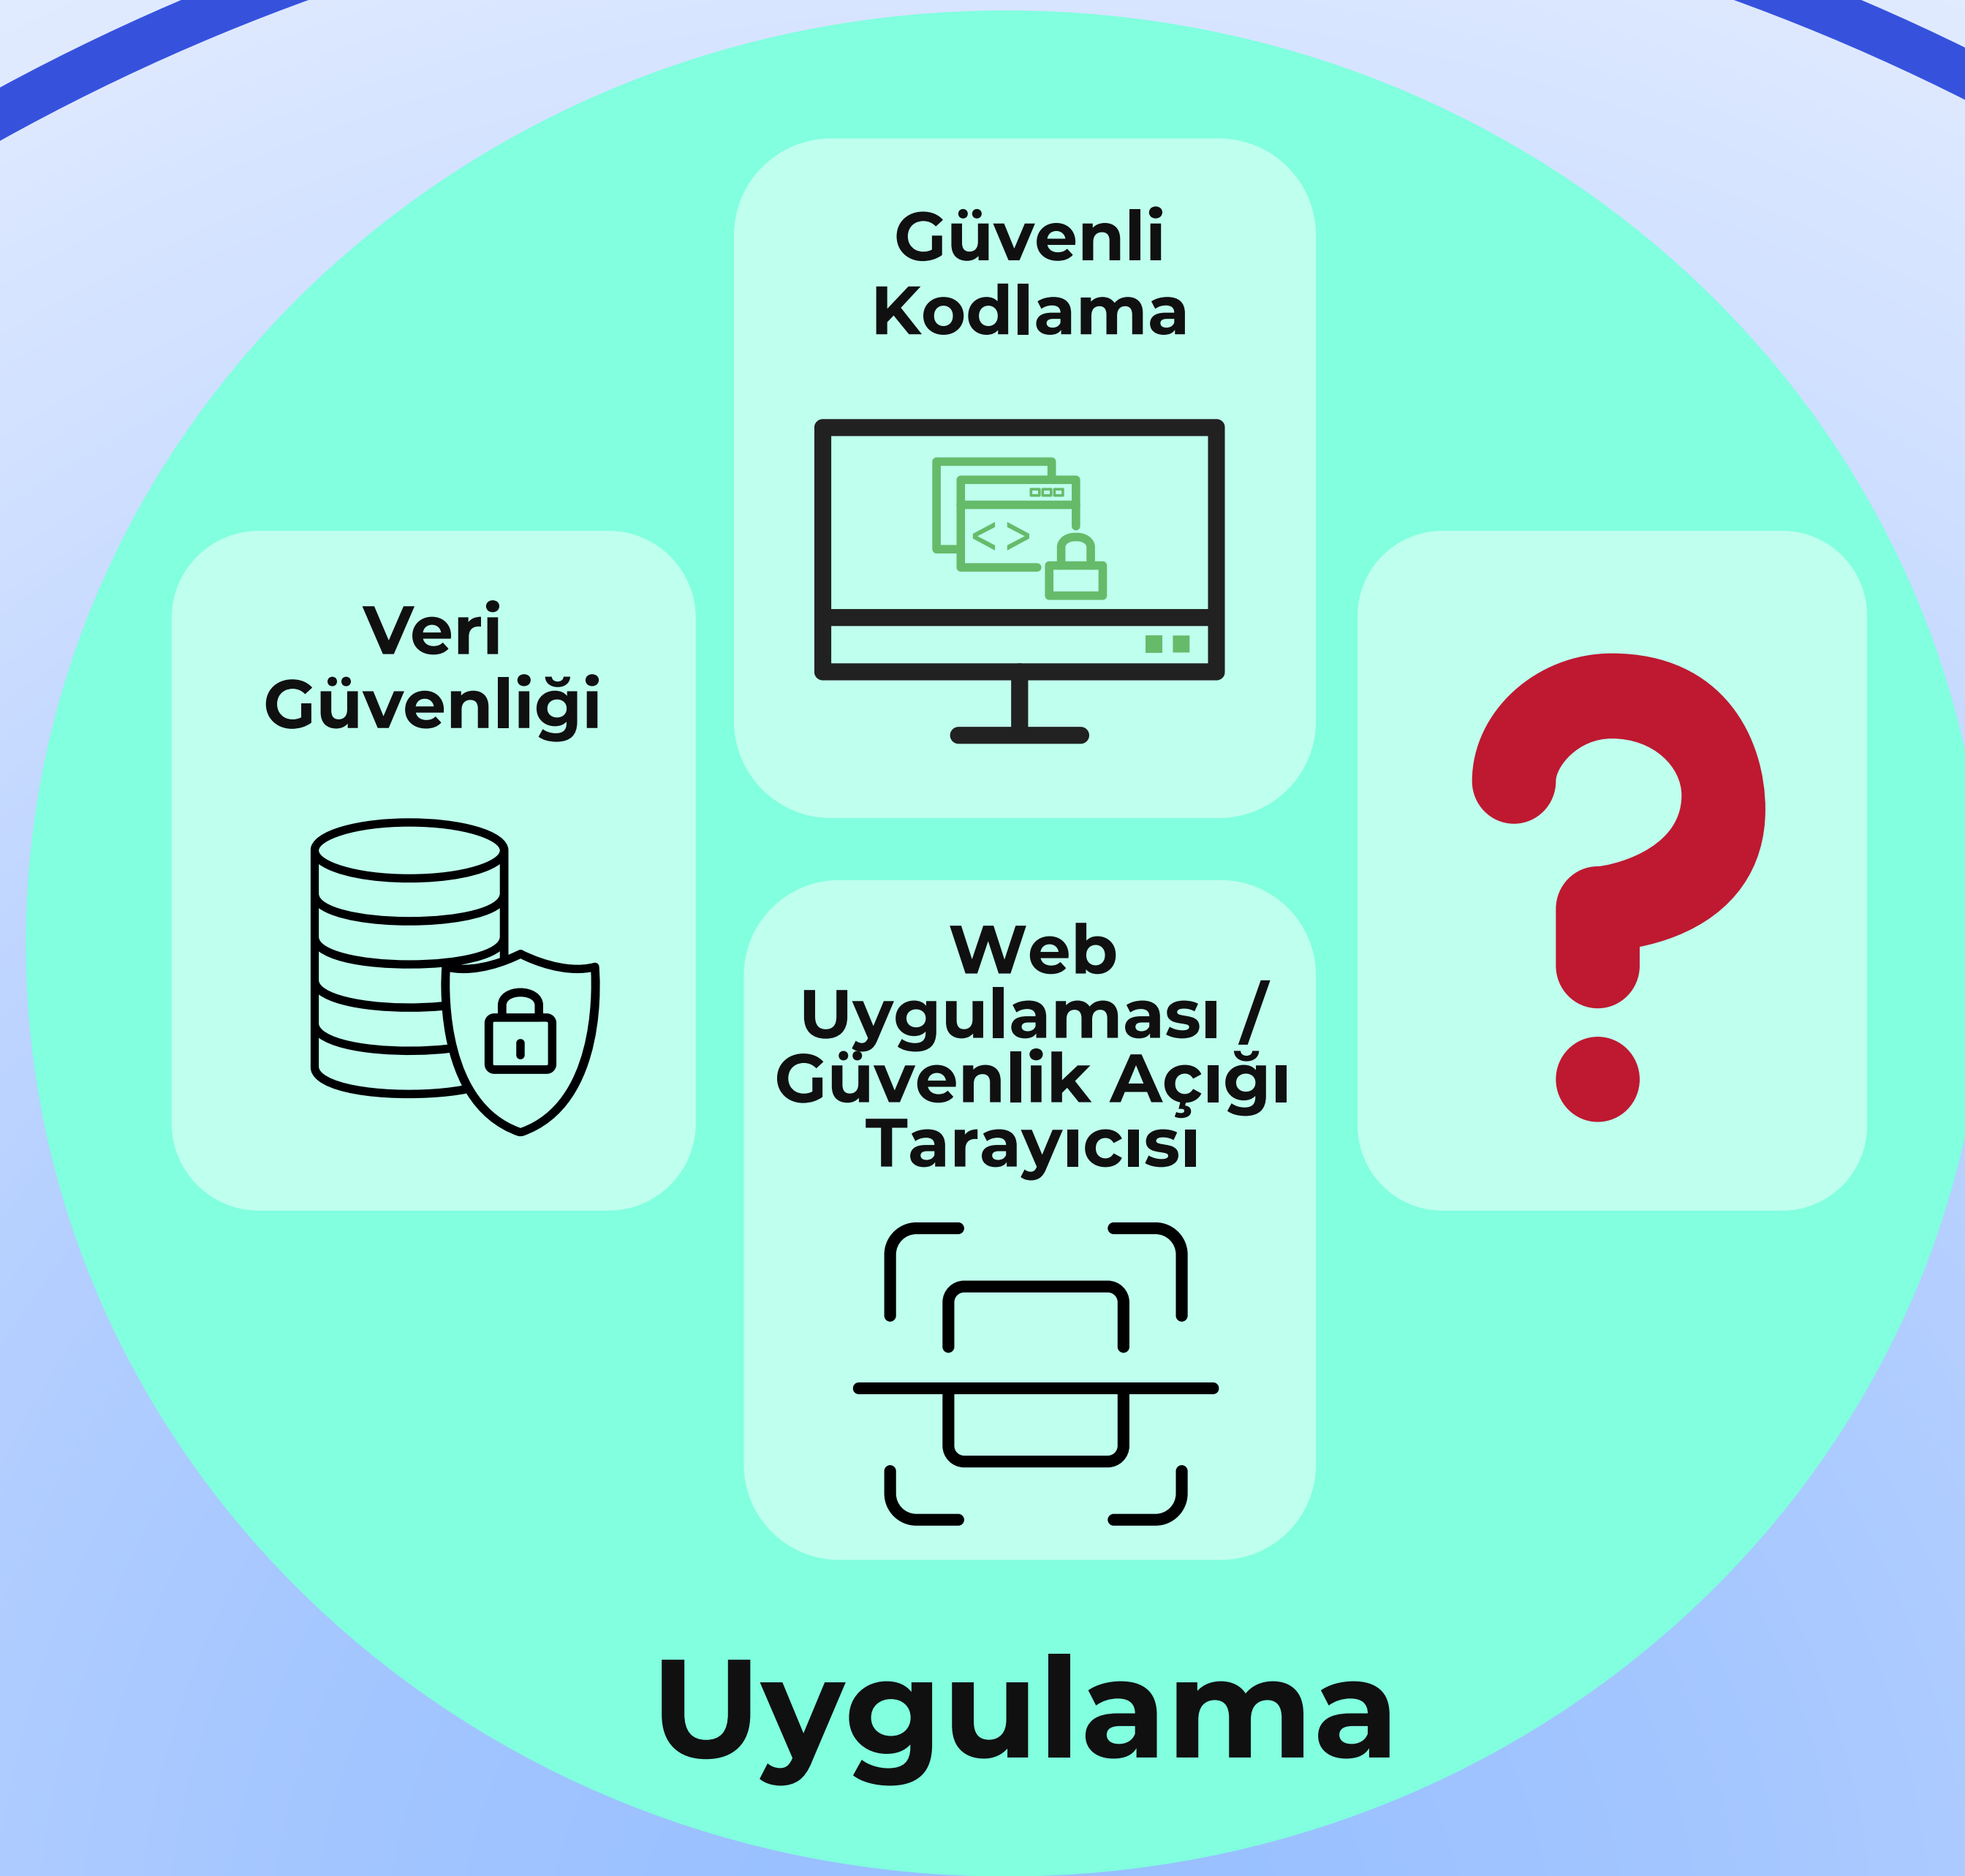 Güvenli
Kodlama
< >
Veri
Güvenliği
?
Web
Uygulaması /
Güvenlik Açığı
Tarayıcısı
Uygulama